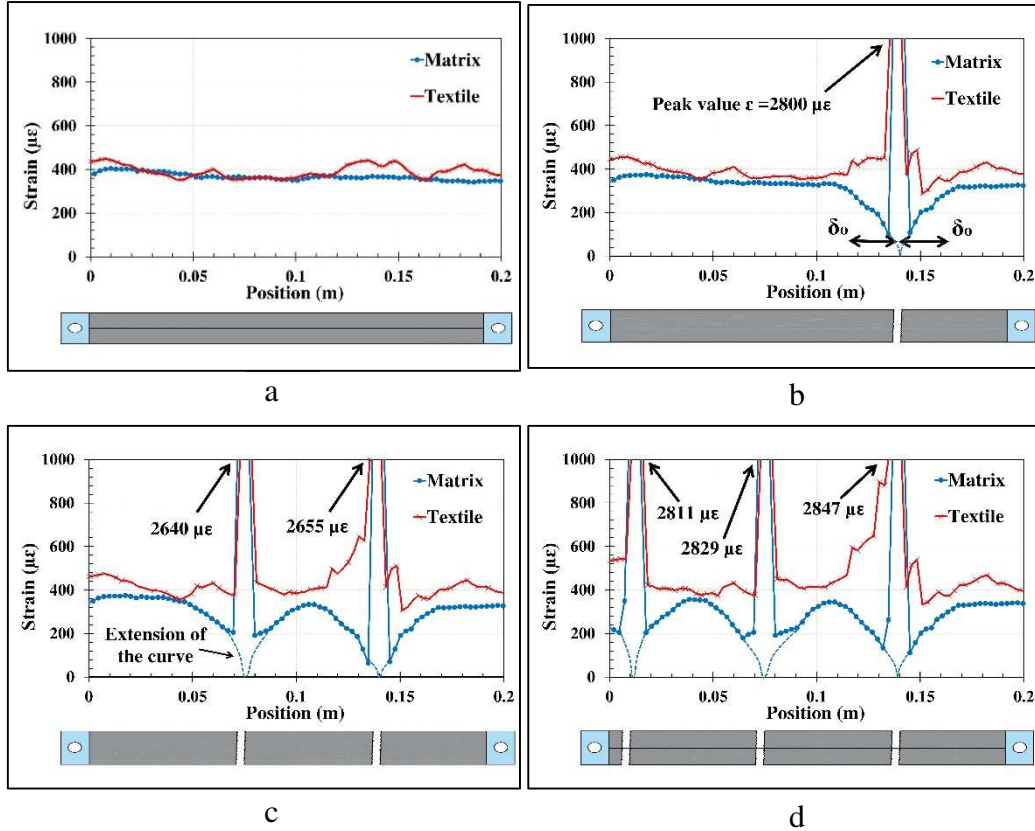 1000
800
600
400
200
0
Strain (µε)
Matrix
Textile
0
0.05
0.1
0.15
0.2
Position (m)
a
1000
800
600
400
200
0
Strain (µε)
Matrix
Textile
Peak value ε =2800 µε
δ₀
δ₀
0
0.05
0.1
0.15
0.2
Position (m)
b
1000
800
600
400
200
0
Strain (µε)
Matrix
Textile
2640 µε
2655 µε
Extension of
the curve
0
0.05
0.1
0.15
0.2
Position (m)
c
1000
800
600
400
200
0
Strain (µε)
Matrix
Textile
2811 µε
2829 µε
2847 µε
0
0.05
0.1
0.15
0.2
Position (m)
d